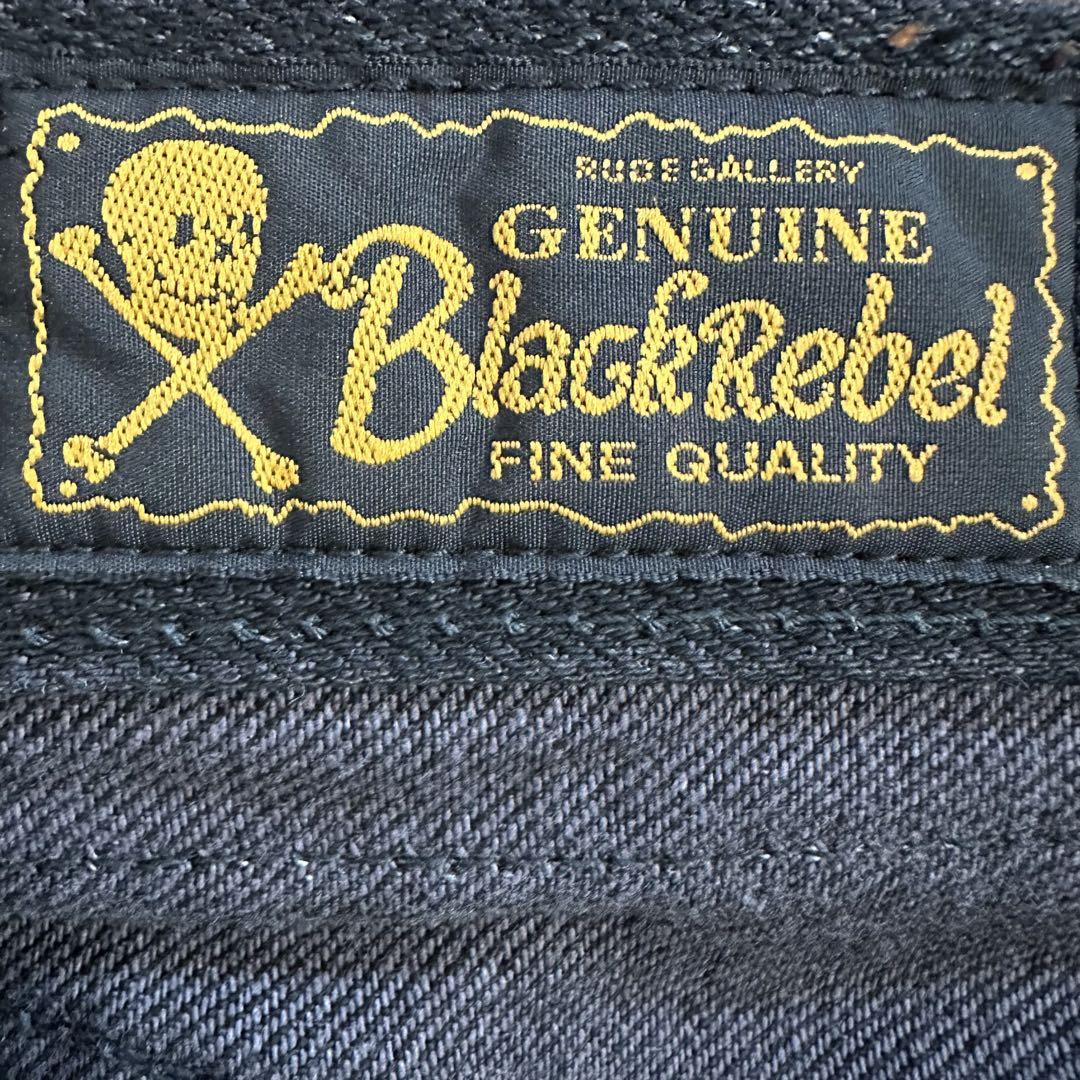 RUDE GALLERY
GENUINE
BlackRebel
FINE QUALITY